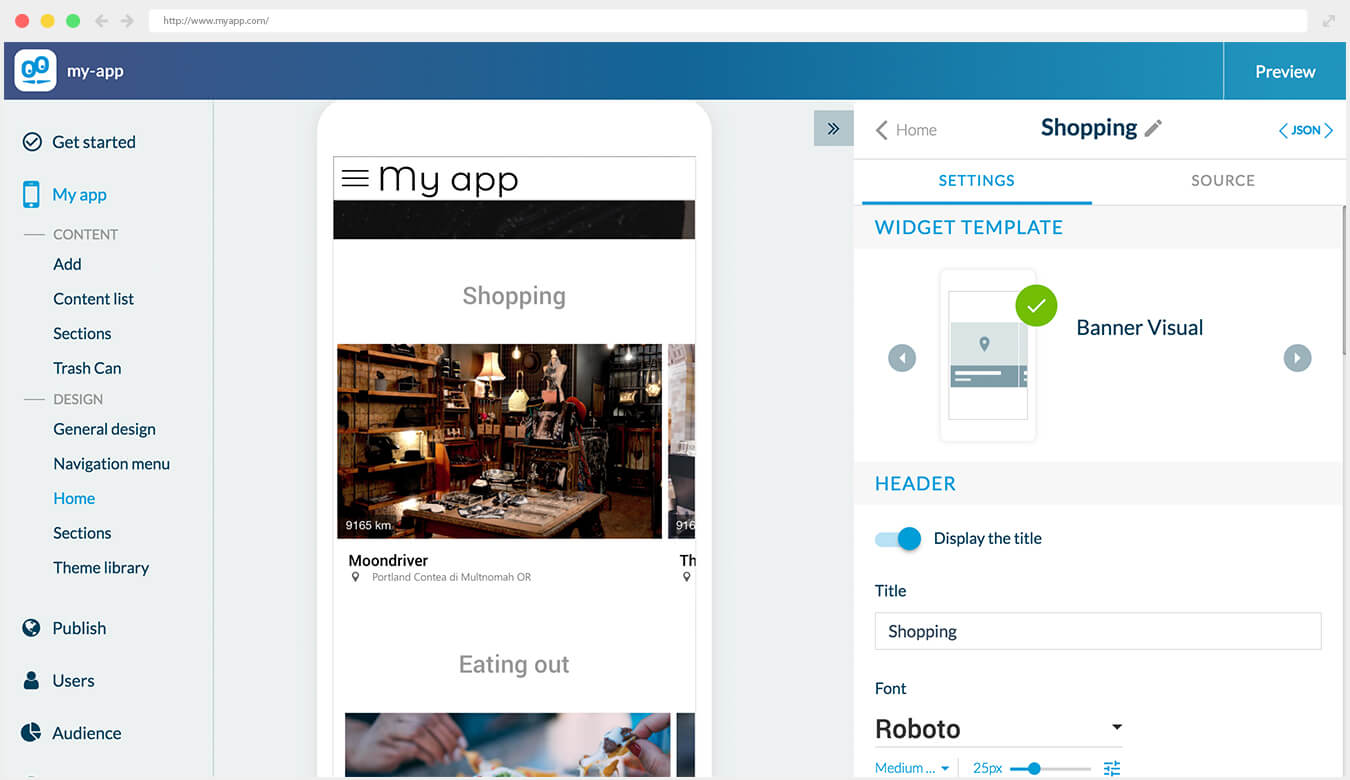 http://www.myapp.com/
my-app
Preview
Get started
My app
CONTENT
Add
Content list
Sections
Trash Can
DESIGN
General design
Navigation menu
Home
Sections
Theme library
Publish
Users
Audience
My app
Shopping
9165 km
916
Moondriver
Th
Portland Contea di Multnomah OR
Eating out
Home
Shopping
JSON
SETTINGS
SOURCE
WIDGET TEMPLATE
Banner Visual
HEADER
Display the title
Title
Shopping
Font
Roboto
Medium ...
25px